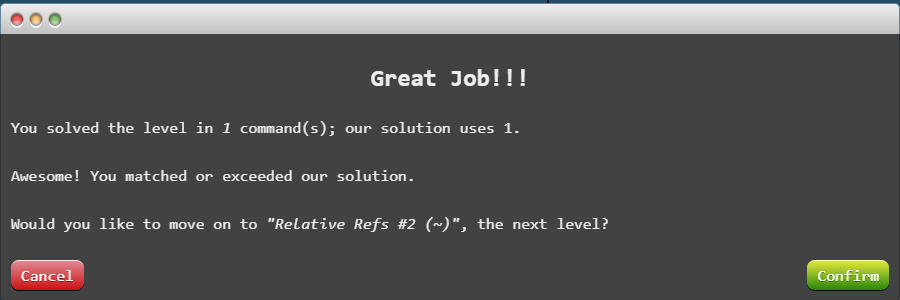 Great Job!!!
You solved the level in 1 command(s); our solution uses 1.
Awesome! You matched or exceeded our solution.
Would you like to move on to "Relative Refs #2 (~)", the next level?
Cancel
Confirm